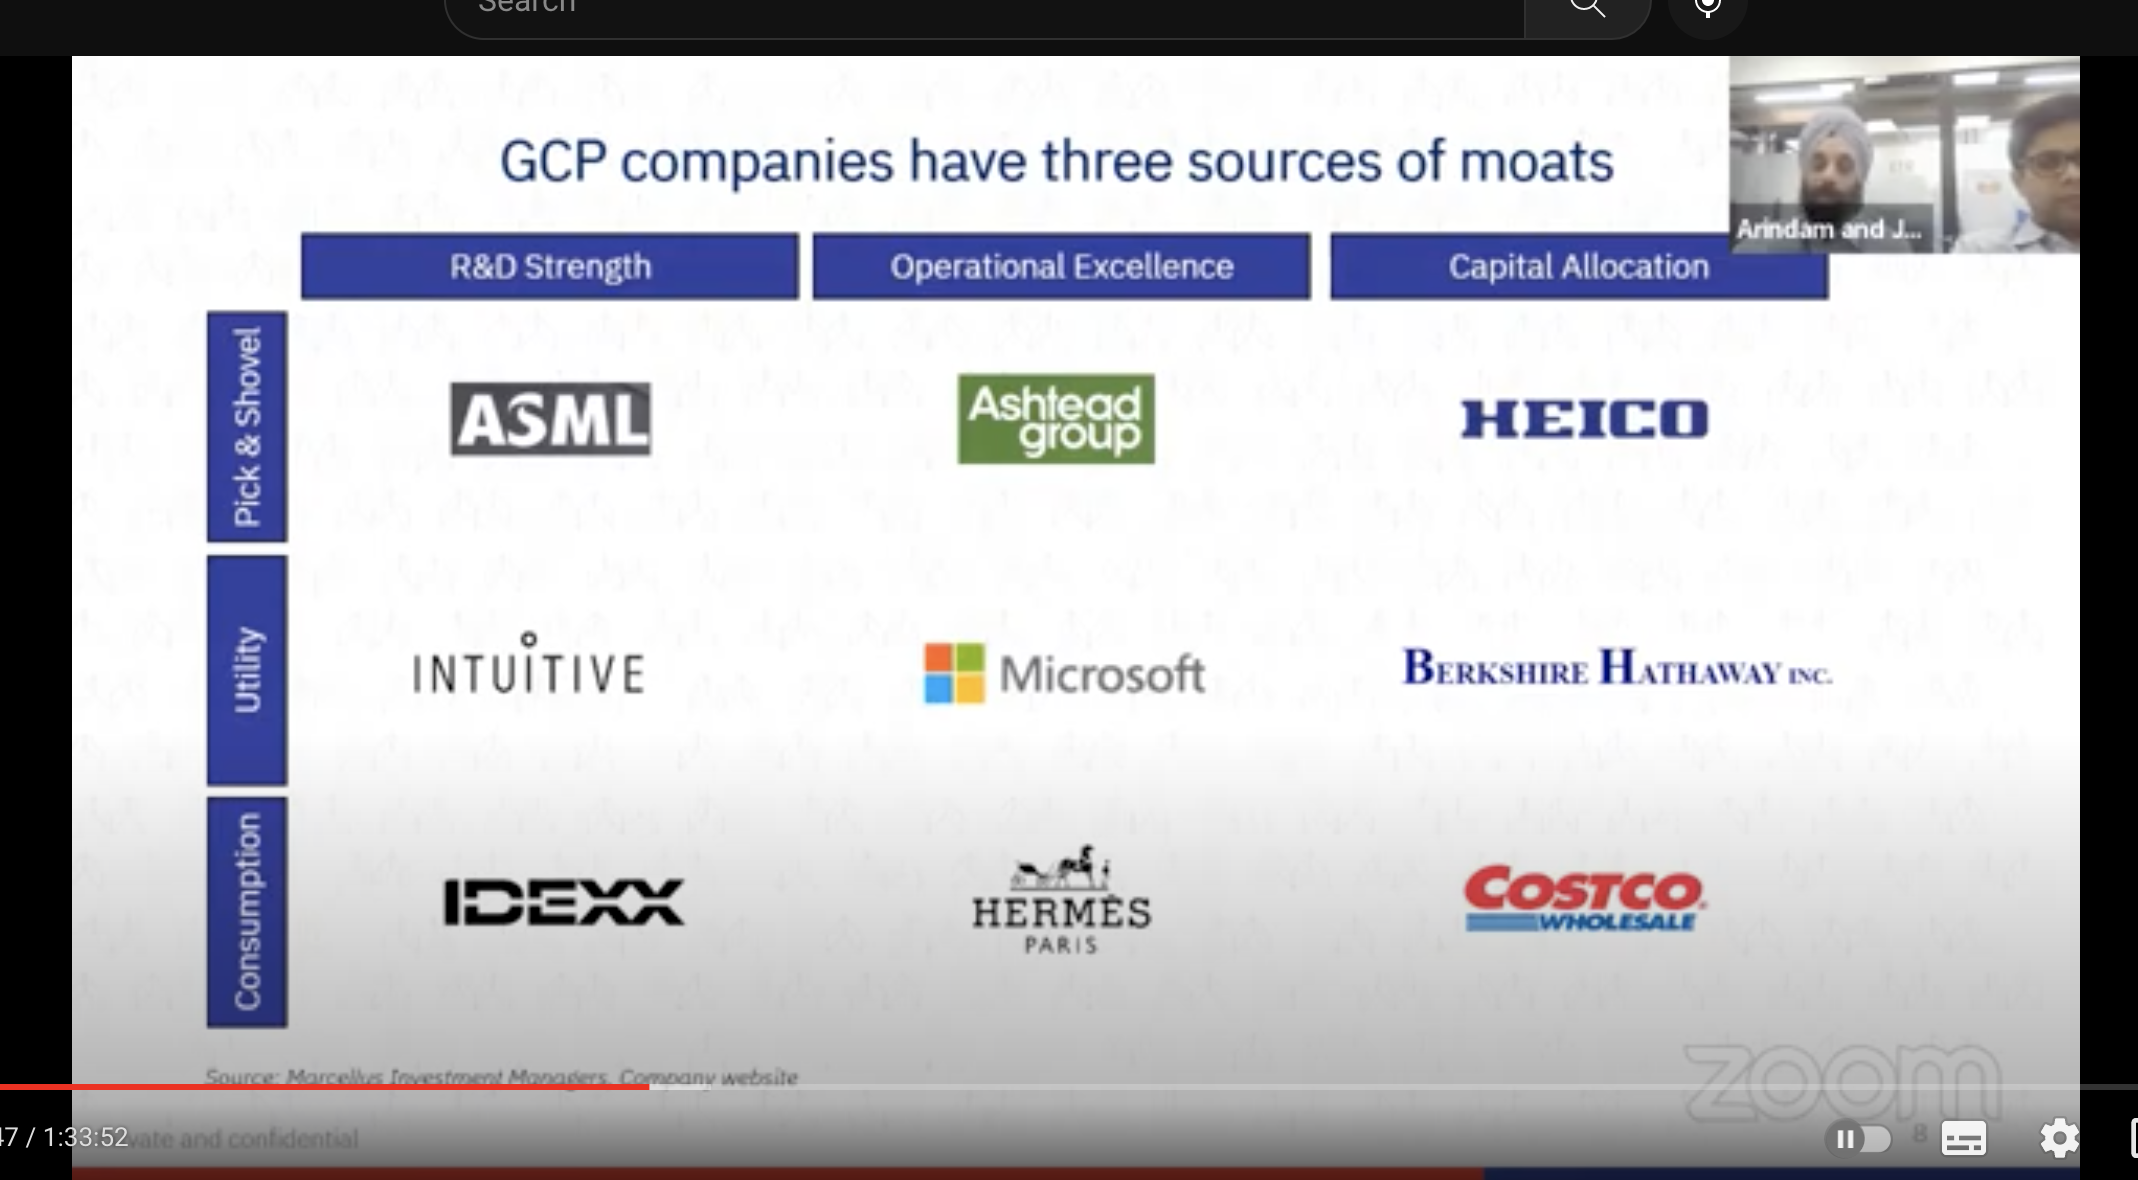 Search
GCP companies have three sources of moats
Arindam and J...
R&D Strength
Operational Excellence
Capital Allocation
Pick & Shovel
ASML
Ashtead
group
HEICO
Utility
INTUITIVE
Microsoft
BERKSHIRE HATHAWAY INC.
Consumption
IDEXX
HERMÈS
PARIS
COSTCO
WHOLESALE
Source: Marcellus Investment Managers, Company website
zoom
47 / 1:33:52
vate and confidential
8